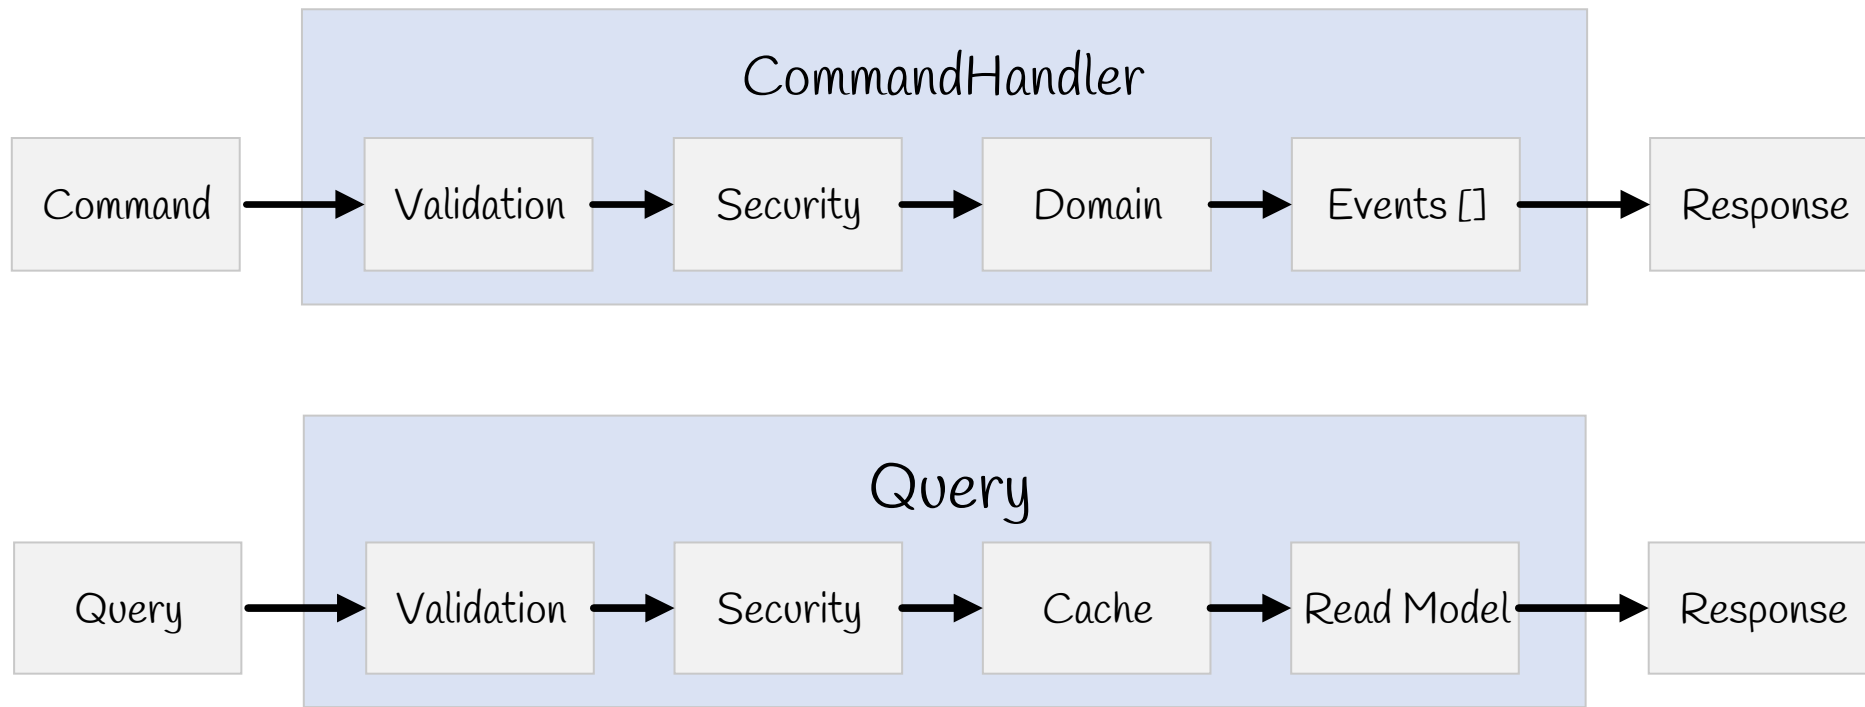 CommandHandler
Command
Validation
Security
Domain
Events []
Response
Query
Query
Validation
Security
Cache
Read Model
Response